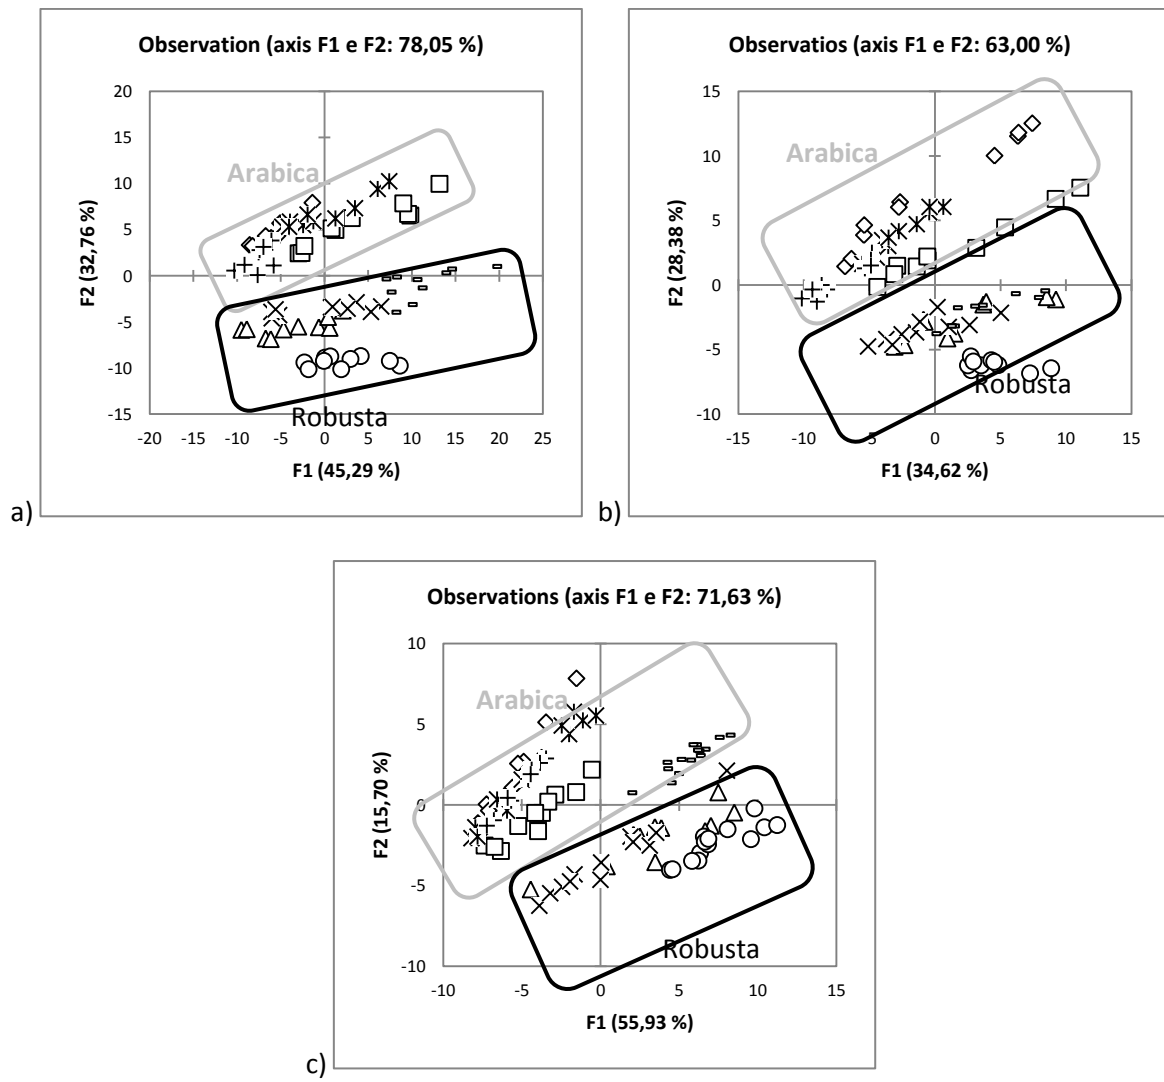 Observation (axis F1 e F2: 78,05 %)
20
15
10
5
0
-5
-10
-15
-20
-15
-10
-5
0
5
10
15
20
25
F2 (32,76 %)
F1 (45,29 %)
Arabica
Robusta
a)
Observatios (axis F1 e F2: 63,00 %)
15
10
5
0
-5
-10
-15
-10
-5
0
5
10
15
F2 (28,38 %)
F1 (34,62 %)
Arabica
Robusta
b)
Observations (axis F1 e F2: 71,63 %)
10
5
0
-5
-10
-10
-5
0
5
10
15
F2 (15,70 %)
F1 (55,93 %)
Arabica
Robusta
c)